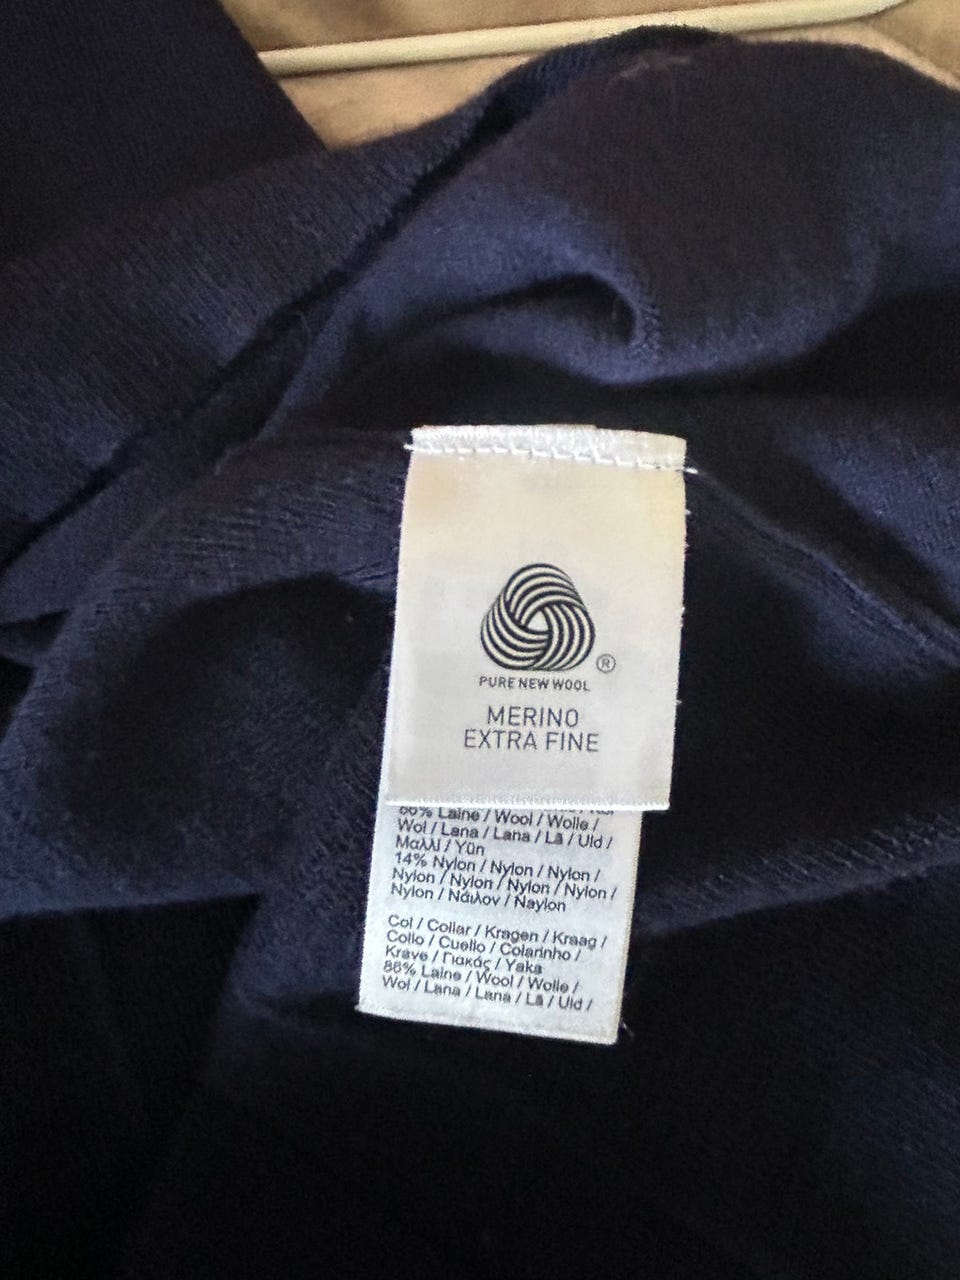 ®
PURE NEW WOOL
MERINO
EXTRA FINE
86% Laine / Wool / Wolle /
Wol / Lana / Lana / Lã / Uld /
Μαλλί / Yün
14% Nylon / Nylon / Nylon /
Nylon / Nylon / Nylon / Nylon /
Nylon / Νάιλον / Naylon
Col / Collar / Kragen / Kraag /
Collo / Cuello / Colarinho /
Krave / Γιακάς / Yaka
86% Laine / Wool / Wolle /
Wol / Lana / Lana / Lã / Uld /